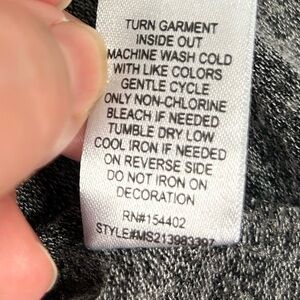 TURN GARMENT
INSIDE OUT
MACHINE WASH COLD
WITH LIKE COLORS
GENTLE CYCLE
ONLY NON-CHLORINE
BLEACH IF NEEDED
TUMBLE DRY LOW
COOL IRON IF NEEDED
ON REVERSE SIDE
DO NOT IRON ON
DECORATION
RN#154402